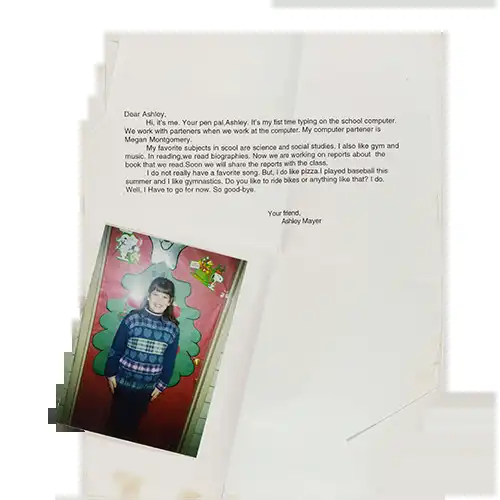 Dear Ashley,
Hi, it's me. Your pen pal,Ashley. It's my fist time typing on the school computer.
We work with parteners when we work at the computer. My computer partener is
Megan Montgomery.
My favorite subjects in scool are science and social studies. I also like gym and
music. In reading,we read biographies. Now we are working on reports about the
book that we read.Soon we will share the reports with the class.
I do not really have a favorite song. But, I do like pizza.I played baseball this
summer and I like gymnastics. Do you like to ride bikes or anything like that? I do.
Well, I Have to go for now. So good-bye.
Your friend,
Ashley Mayer